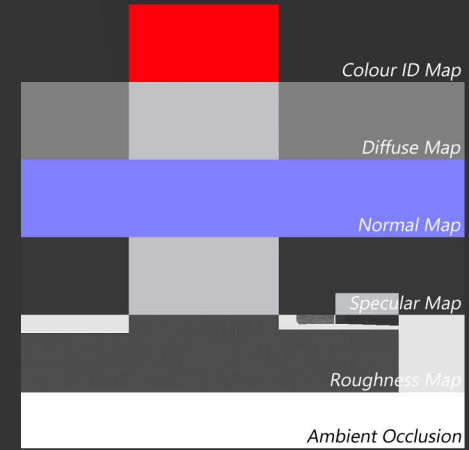 Colour ID Map
Diffuse Map
Normal Map
Specular Map
Roughness Map
Ambient Occlusion